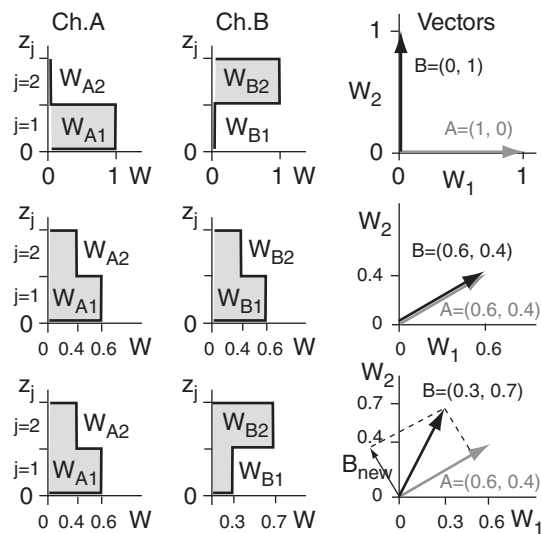 Ch.A Ch.B Vectors
z_j z_j 1
j=2 W_A2 W_B2 B=(0, 1)
W_2
j=1 W_A1 W_B1 A=(1, 0)
0 0 0
0 1 W 0 1 W 0 W_1 1
z_j z_j W_2
j=2 W_A2 W_B2 B=(0.6, 0.4)
0.4
j=1 W_A1 W_B1 A=(0.6, 0.4)
0 0 0
0 0.4 0.6 W 0 0.4 0.6 W 0 W_1 0.6
z_j z_j W_2
0.7 B=(0.3, 0.7)
j=2 W_A2 W_B2
0.4
j=1 W_A1 W_B1 B_new
A=(0.6, 0.4)
0 0 0
0 0.4 0.6 W 0.3 0.7 W 0 0.3 0.6 W_1